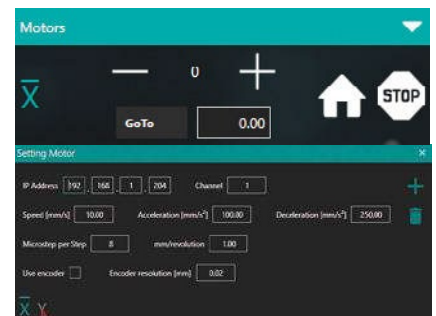 Motors
X
0
GoTo 0.00
STOP
Setting Motor
IP Address 192 . 168 . 1 . 204 Channel 1
Speed [mm/s] 10.00 Acceleration [mm/s²] 100.00 Deceleration [mm/s²] 250.00
Microstep per Step 8 mm/revolution 1.00
Use encoder Encoder resolution [mm] 0.02
X Y